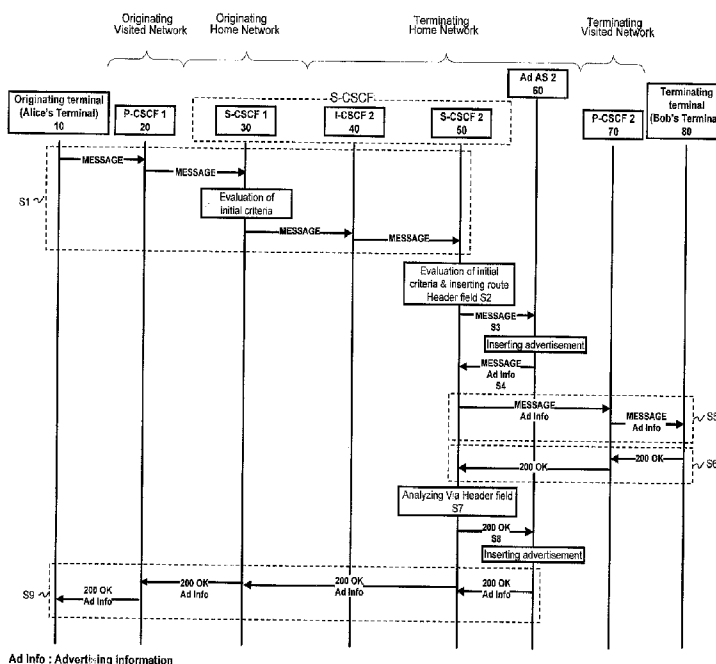 Originating
Visited Network
Originating
Home Network
Terminating
Home Network
Terminating
Visited Network
Originating terminal
(Alice's Terminal)
10
P-CSCF 1
20
S-CSCF
S-CSCF 1
30
I-CSCF 2
40
S-CSCF 2
50
Ad AS 2
60
P-CSCF 2
70
Terminating
terminal
(Bob's Terminal)
80
S1
MESSAGE
MESSAGE
Evaluation of
initial criteria
MESSAGE
MESSAGE
Evaluation of initial
criteria & inserting route
Header field S2
MESSAGE
S3
Inserting advertisement
MESSAGE
Ad Info
S4
MESSAGE
Ad Info
MESSAGE
Ad Info
S5
200 OK
200 OK
S6
Analyzing Via Header field
S7
200 OK
S8
Inserting advertisement
S9
200 OK
Ad Info
200 OK
Ad Info
200 OK
Ad Info
200 OK
Ad Info
Ad Info : Advertising information